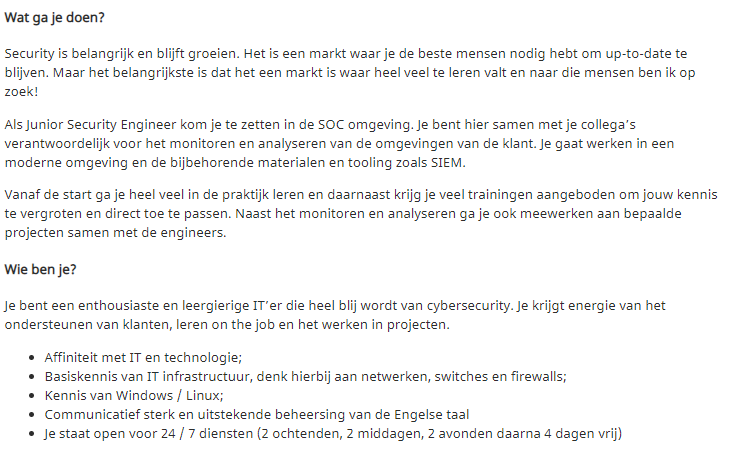 Wat ga je doen?
Security is belangrijk en blijft groeien. Het is een markt waar je de beste mensen nodig hebt om up-to-date te
blijven. Maar het belangrijkste is dat het een markt is waar heel veel te leren valt en naar die mensen ben ik op
zoek!
Als Junior Security Engineer kom je te zetten in de SOC omgeving. Je bent hier samen met je collega's
verantwoordelijk voor het monitoren en analyseren van de omgevingen van de klant. Je gaat werken in een
moderne omgeving en de bijbehorende materialen en tooling zoals SIEM.
Vanaf de start ga je heel veel in de praktijk leren en daarnaast krijg je veel trainingen aangeboden om jouw kennis
te vergroten en direct toe te passen. Naast het monitoren en analyseren ga je ook meewerken aan bepaalde
projecten samen met de engineers.
Wie ben je?
Je bent een enthousiaste en leergierige IT'er die heel blij wordt van cybersecurity. Je krijgt energie van het
ondersteunen van klanten, leren on the job en het werken in projecten.
• Affiniteit met IT en technologie;
• Basiskennis van IT infrastructuur, denk hierbij aan netwerken, switches en firewalls;
• Kennis van Windows / Linux;
• Communicatief sterk en uitstekende beheersing van de Engelse taal
• Je staat open voor 24 / 7 diensten (2 ochtenden, 2 middagen, 2 avonden daarna 4 dagen vrij)